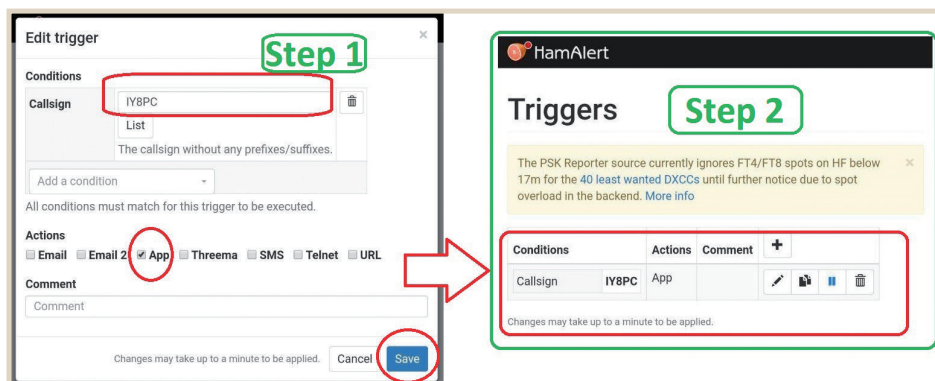 Edit trigger ×
Step 1
Conditions
Callsign
IY8PC
List
The callsign without any prefixes/suffixes.
Add a condition
All conditions must match for this trigger to be executed.
Actions
Email Email 2 App Threema SMS Telnet URL
Comment
Comment
Changes may take up to a minute to be applied. Cancel Save
HamAlert
Triggers
Step 2
The PSK Reporter source currently ignores FT4/FT8 spots on HF below ×
17m for the 40 least wanted DXCCs until further notice due to spot
overload in the backend. More info
Conditions Actions Comment +
Callsign IY8PC App
Changes may take up to a minute to be applied.